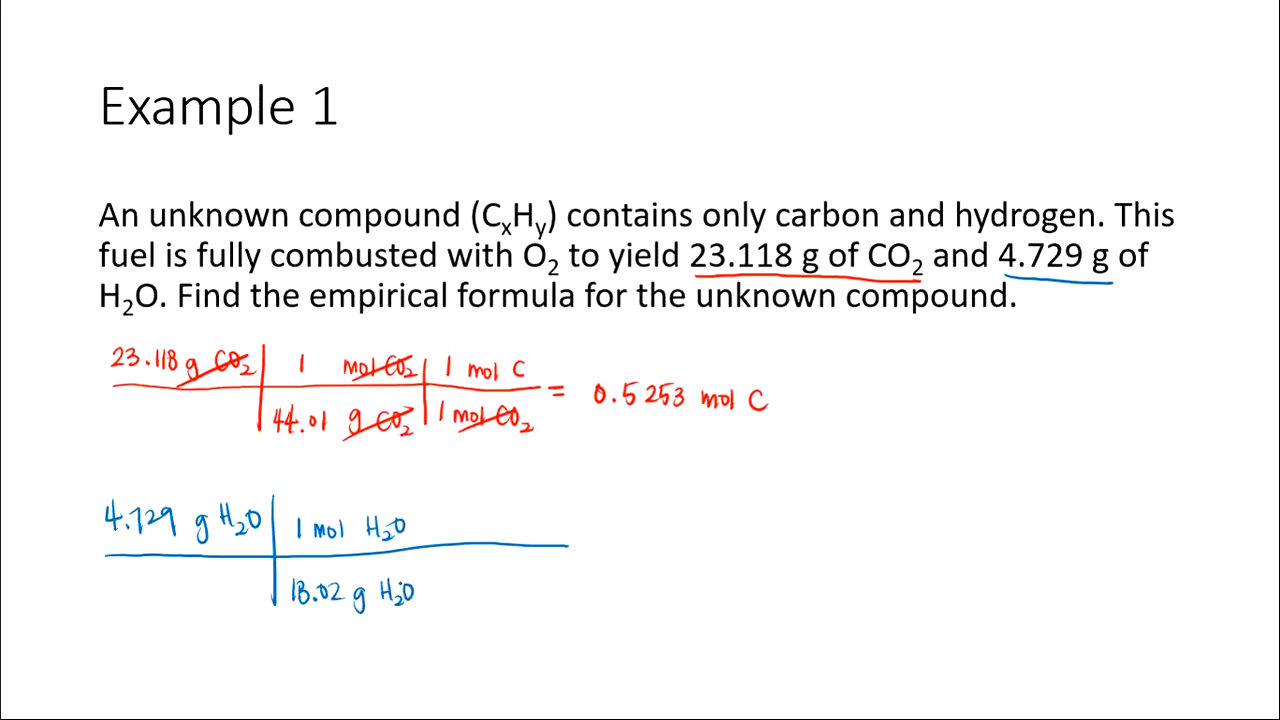 Example 1
An unknown compound (CxHy) contains only carbon and hydrogen. This
fuel is fully combusted with O2 to yield 23.118 g of CO2 and 4.729 g of
H2O. Find the empirical formula for the unknown compound.
23.118 g CO2 | 1 mol CO2 | 1 mol C
= 0.5253 mol C
44.01 g CO2 | 1 mol CO2
4.729 g H2O | 1 mol H2O
18.02 g H2O